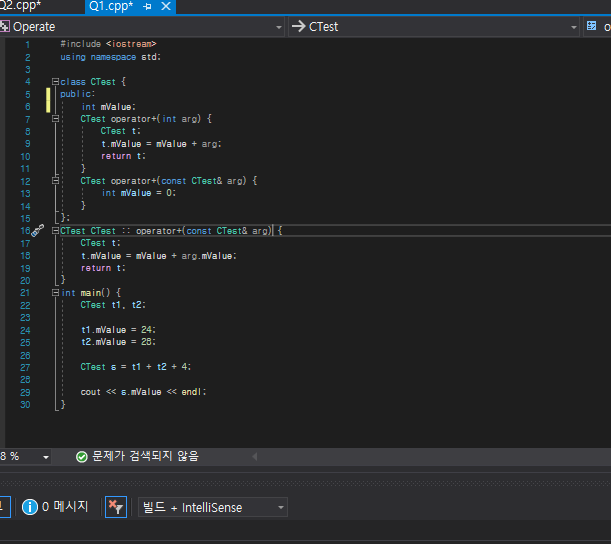 Q2.cpp* Q1.cpp*
Operate CTest
1 #include <iostream>
2 using namespace std;
3
4 class CTest {
5 public:
6 int mValue;
7 CTest operator+(int arg) {
8 CTest t;
9 t.mValue = mValue + arg;
10 return t;
11 }
12 CTest operator+(const CTest& arg) {
13 int mValue = 0;
14 }
15 };
16 CTest CTest :: operator+(const CTest& arg) {
17 CTest t;
18 t.mValue = mValue + arg.mValue;
19 return t;
20 }
21 int main() {
22 CTest t1, t2;
23
24 t1.mValue = 24;
25 t2.mValue = 28;
26
27 CTest s = t1 + t2 + 4;
28
29 cout << s.mValue << endl;
30 }
8 % 문제가 검색되지 않음
0 메시지 빌드 + IntelliSense